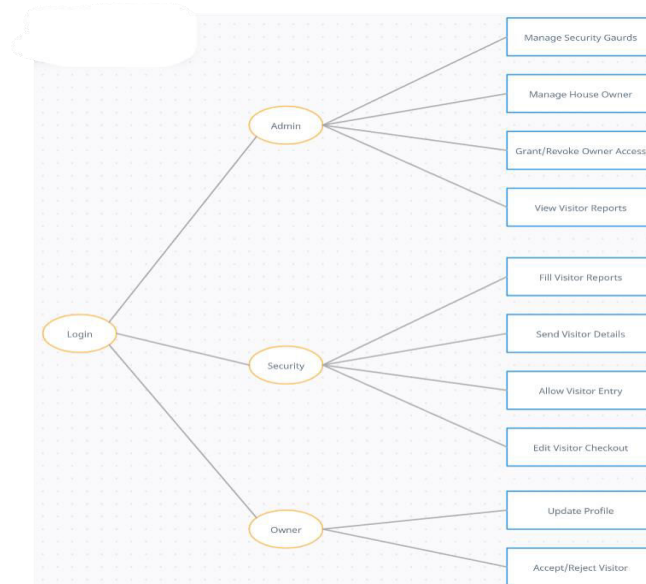 Manage Security Gaurds
Admin
Manage House Owner
Grant/Revoke Owner Access
View Visitor Reports
Login
Fill Visitor Reports
Security
Send Visitor Details
Allow Visitor Entry
Edit Visitor Checkout
Owner
Update Profile
Accept/Reject Visitor